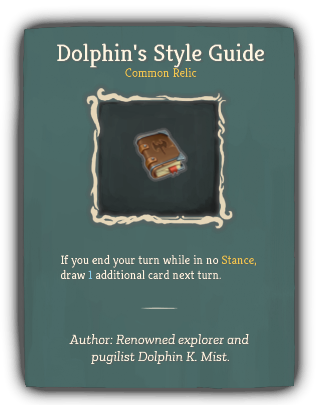 Dolphin's Style Guide
Common Relic
If you end your turn while in no Stance,
draw 1 additional card next turn.
Author: Renowned explorer and
pugilist Dolphin K. Mist.